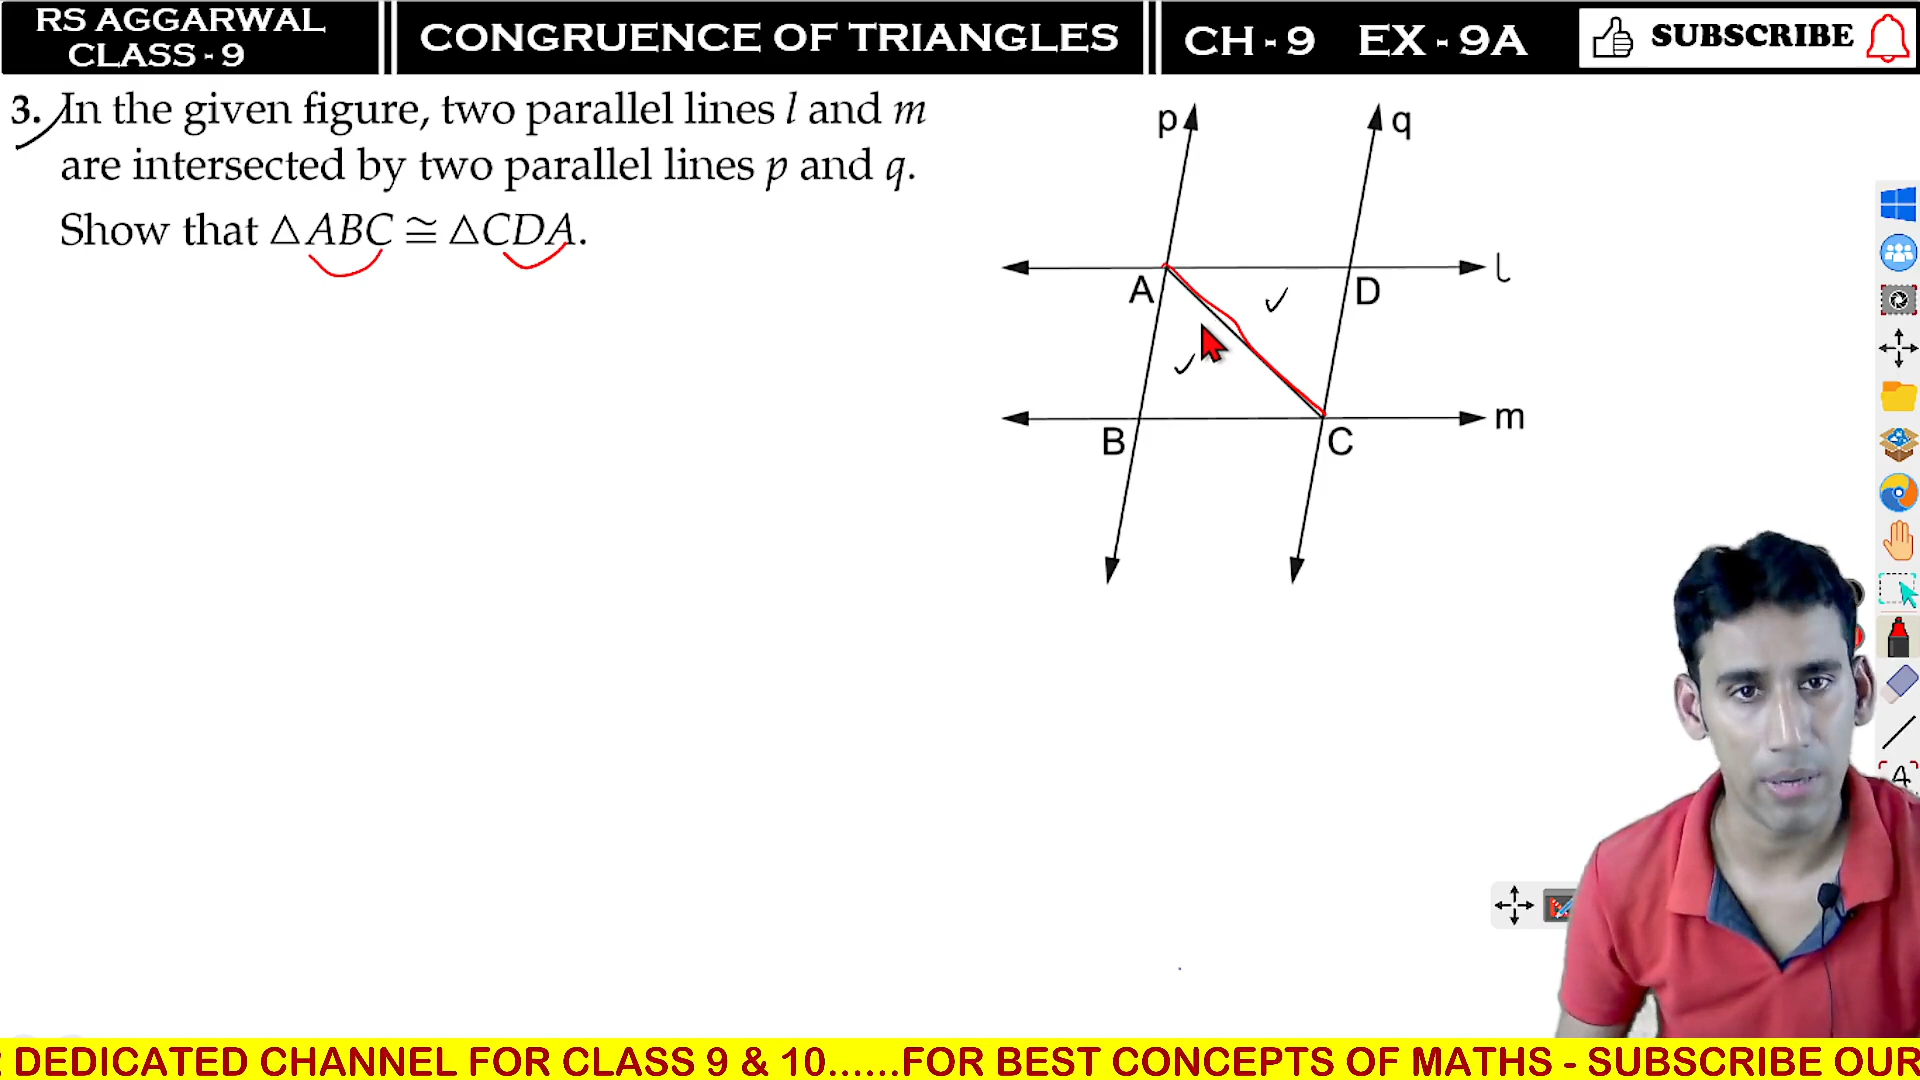 RS AGGARWAL
CLASS - 9
CONGRUENCE OF TRIANGLES
CH - 9 EX - 9A
SUBSCRIBE
3. In the given figure, two parallel lines l and m
are intersected by two parallel lines p and q.
Show that △ABC ≅ △CDA.
p
q
l
A
D
m
B
C
A
DEDICATED CHANNEL FOR CLASS 9 & 10......FOR BEST CONCEPTS OF MATHS - SUBSCRIBE OUR